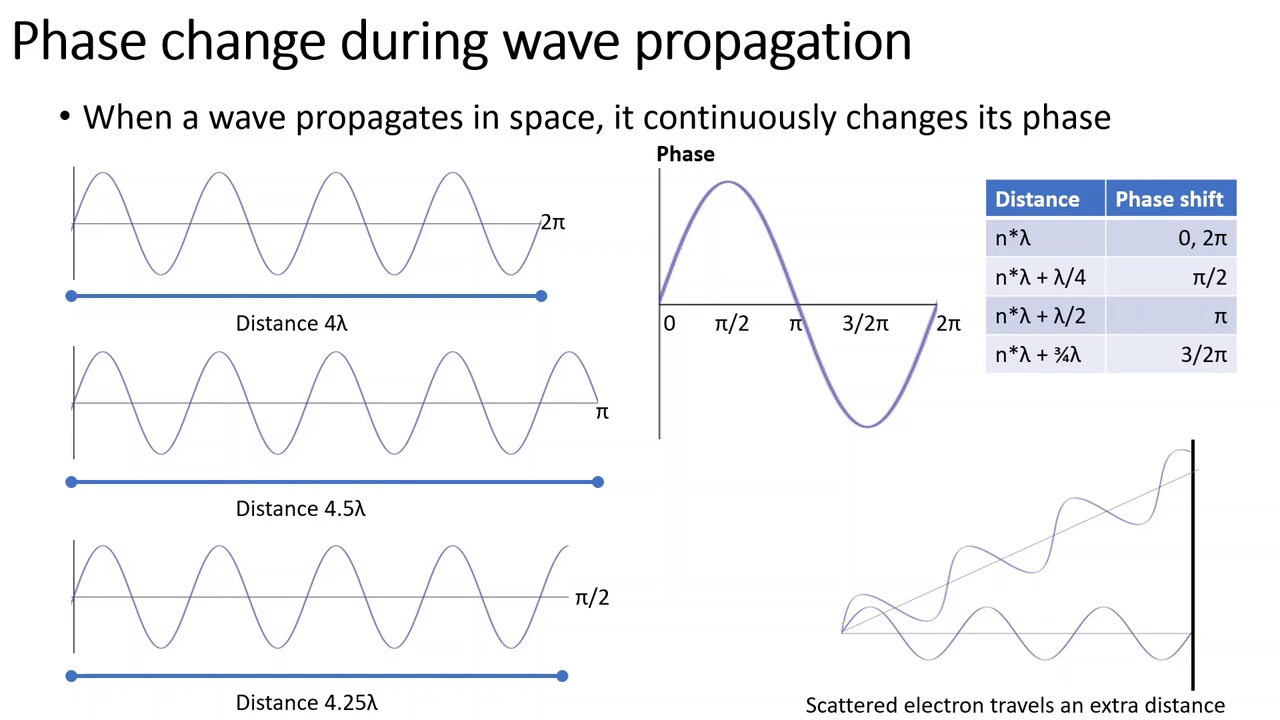 Phase change during wave propagation
• When a wave propagates in space, it continuously changes its phase
2π
Distance 4λ
π
Distance 4.5λ
π/2
Distance 4.25λ
Phase
0 π/2 π 3/2π 2π
Distance Phase shift
n*λ 0, 2π
n*λ + λ/4 π/2
n*λ + λ/2 π
n*λ + ¾λ 3/2π
Scattered electron travels an extra distance